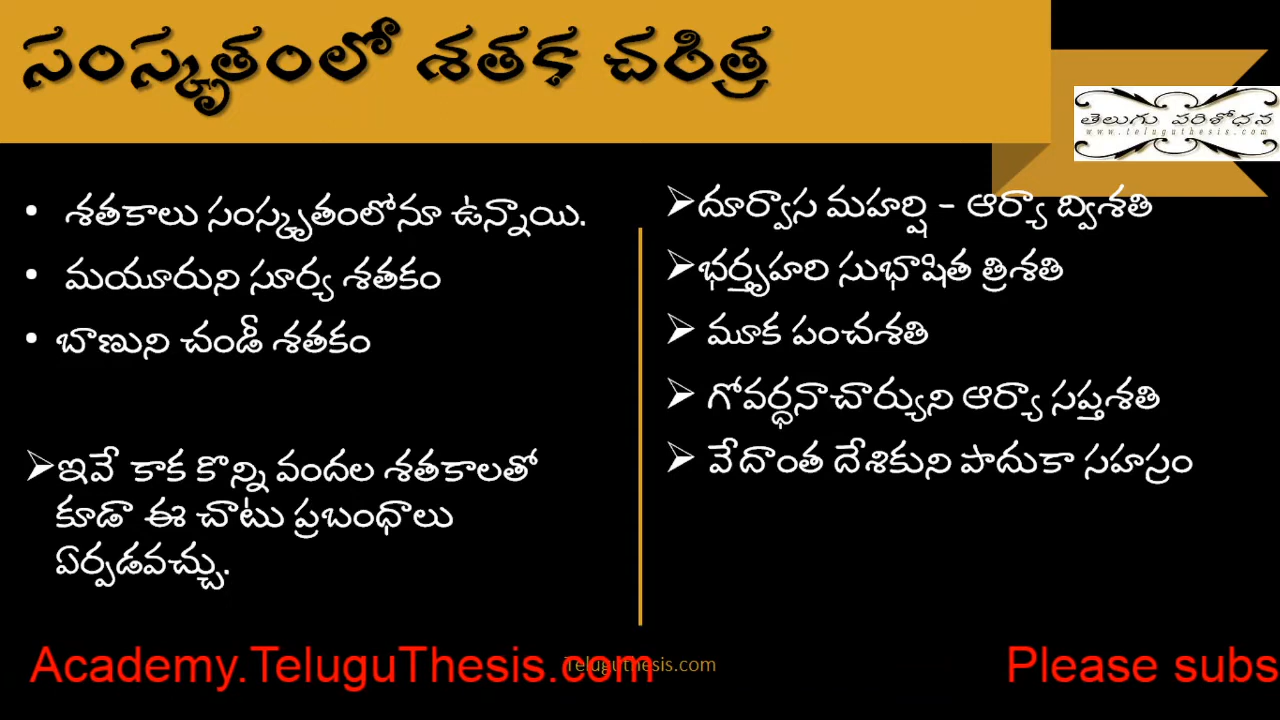 సంస్కృతంలో శతక చరిత్ర
తెలుగు పరిశోధన
www.teluguthesis.com
• శతకాలు సంస్కృతంలోనూ ఉన్నాయి.
• మయూరుని సూర్య శతకం
• బాణుని చండీ శతకం
➢ఇవే కాక కొన్ని వందల శతకాలతో
కూడా ఈ చాటు ప్రబంధాలు
ఏర్పడవచ్చు.
➢దూర్వాస మహర్షి – ఆర్యా ద్విశతి
➢భర్తృహరి సుభాషిత త్రిశతి
➢ మూక పంచశతి
➢ గోవర్ధనాచార్యుని ఆర్యా సప్తశతి
➢ వేదాంత దేశికుని పాదుకా సహస్రం
Academy.TeluguThesis.com
Teluguthesis.com
Please subs